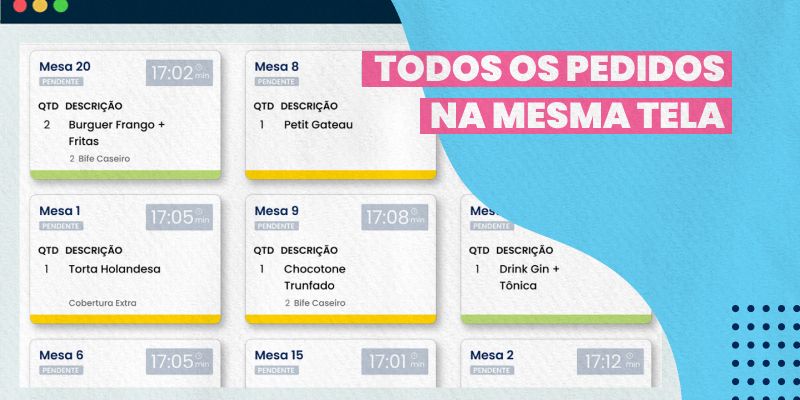 TODOS OS PEDIDOS
NA MESMA TELA
Mesa 20
PENDENTE
17:02 min
QTD DESCRIÇÃO
2 Burguer Frango +
Fritas
2 Bife Caseiro
Mesa 8
PENDENTE
QTD DESCRIÇÃO
1 Petit Gateau
Mesa 1
PENDENTE
17:05 min
QTD DESCRIÇÃO
1 Torta Holandesa
Cobertura Extra
Mesa 9
PENDENTE
17:08 min
QTD DESCRIÇÃO
1 Chocotone
Trunfado
2 Bife Caseiro
PENDENTE
QTD DESCRIÇÃO
1 Drink Gin +
Tônica
Mesa 6
PENDENTE
17:05 min
Mesa 15
PENDENTE
17:01 min
Mesa 2
PENDENTE
17:12 min